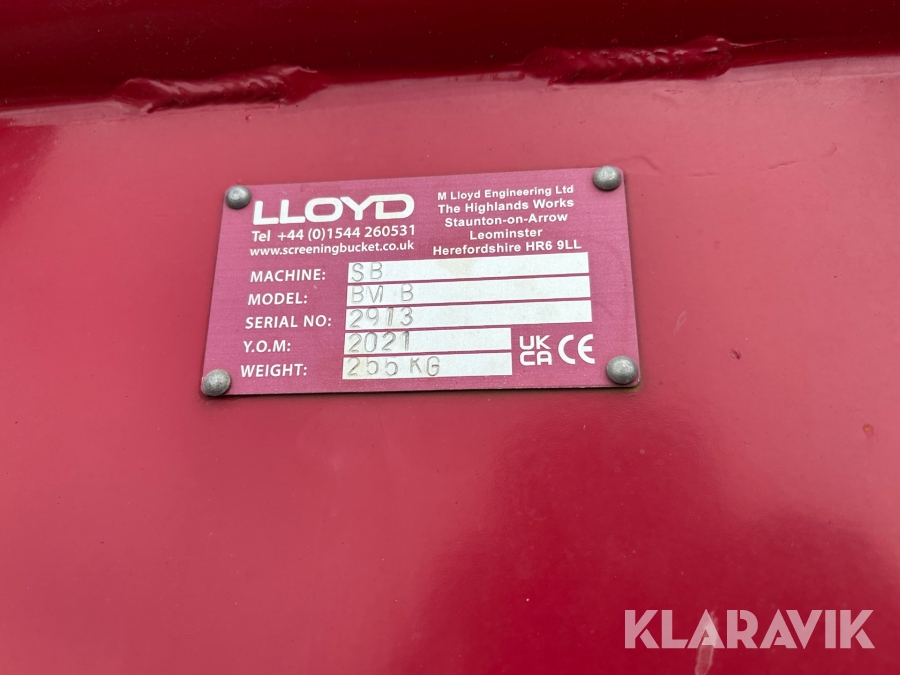 LLOYD
Tel +44 (0)1544 260531
www.screeningbucket.co.uk
M Lloyd Engineering Ltd
The Highlands Works
Staunton-on-Arrow
Leominster
Herefordshire HR6 9LL
MACHINE: SB
MODEL: BM B
SERIAL NO: 2913
Y.O.M: 2021
WEIGHT: 255 KG
UK
CA CE
KLARAVIK